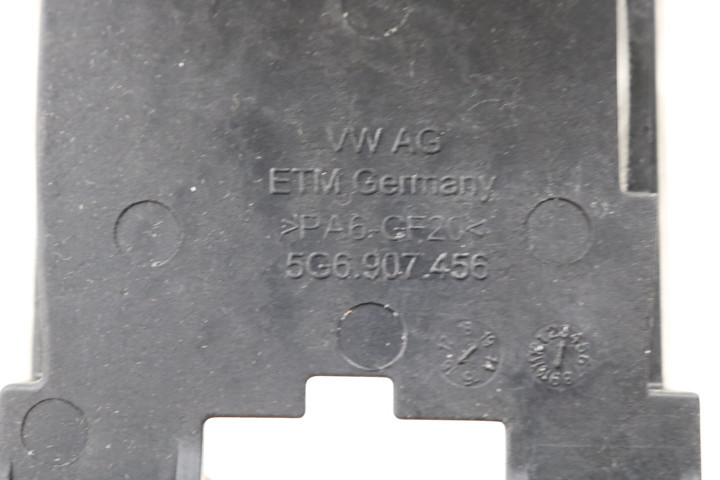 VW AG
ETM Germany
>PA6-GF20<
5G6.907.456